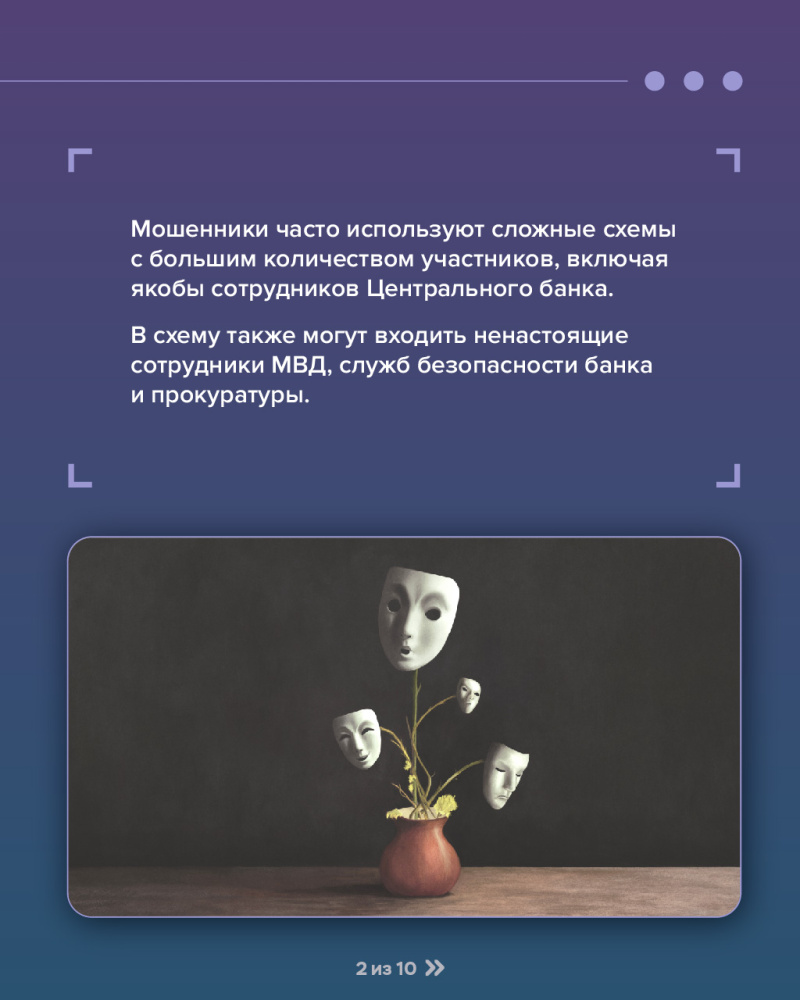 Мошенники часто используют сложные схемы
с большим количеством участников, включая
якобы сотрудников Центрального банка.
В схему также могут входить ненастоящие
сотрудники МВД, служб безопасности банка
и прокуратуры.
2 из 10